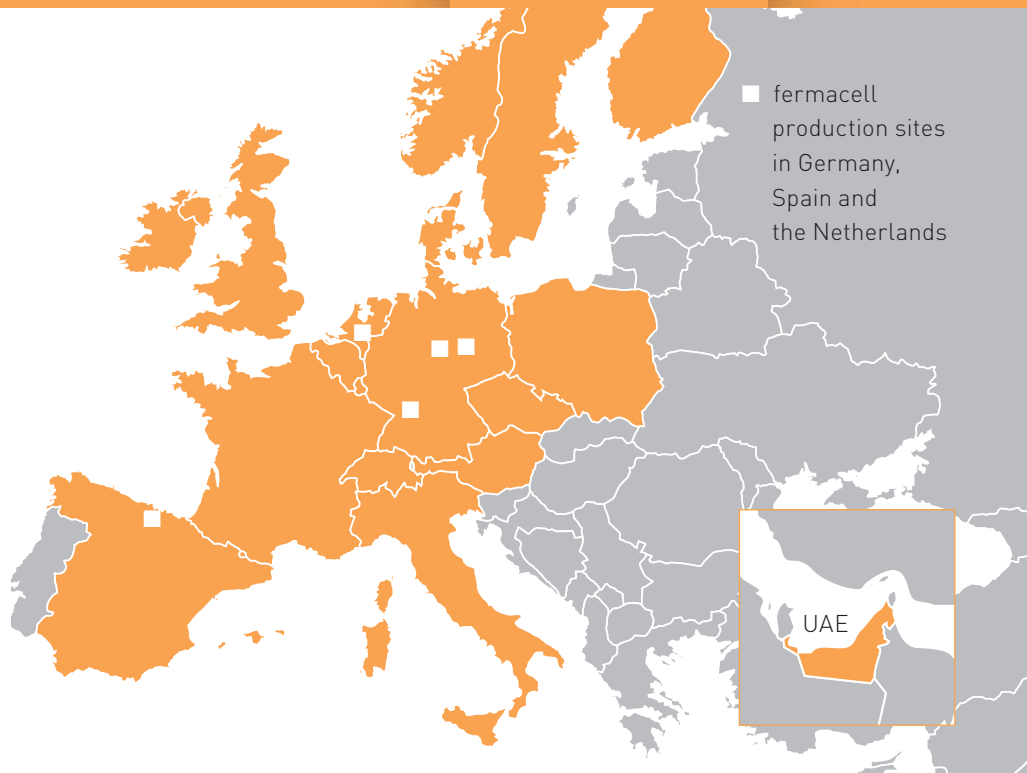 fermacell
production sites
in Germany,
Spain and
the Netherlands
UAE